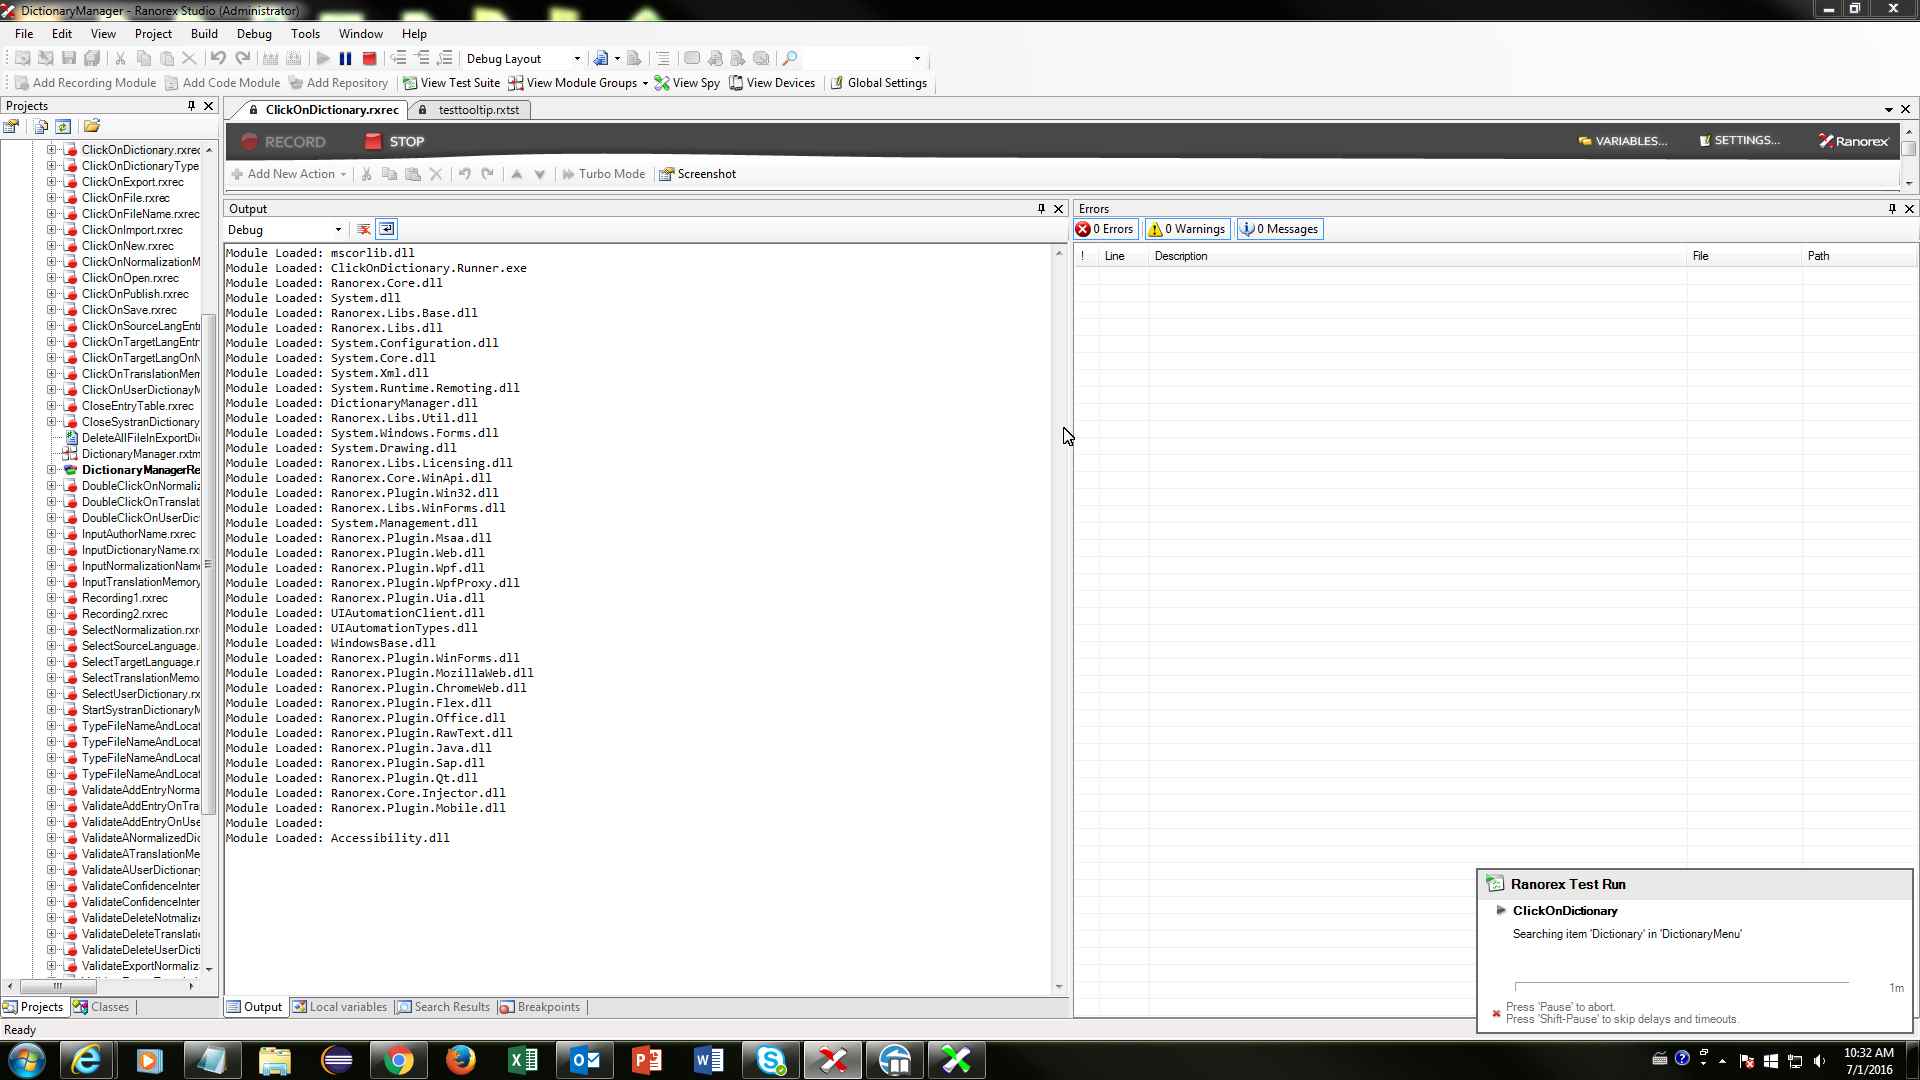 DictionaryManager - Ranorex Studio (Administrator)
File Edit View Project Build Debug Tools Window Help
Debug Layout
Add Recording Module Add Code Module Add Repository View Test Suite View Module Groups View Spy View Devices Global Settings
Projects
ClickOnDictionary.rxrec testtooltip.rxtst
RECORD STOP VARIABLES... SETTINGS... Ranorex
Add New Action Turbo Mode Screenshot
ClickOnDictionary.rxrec
ClickOnDictionaryType
ClickOnExport.rxrec
ClickOnFile.rxrec
ClickOnFileName.rxrec
ClickOnImport.rxrec
ClickOnNew.rxrec
ClickOnNormalizationM
ClickOnOpen.rxrec
ClickOnPublish.rxrec
ClickOnSave.rxrec
ClickOnSourceLangEntr
ClickOnTargetLangEntr
ClickOnTargetLangOnN
ClickOnTranslationMem
ClickOnUserDictionayM
CloseEntryTable.rxrec
CloseSystranDictionary
DeleteAllFileInExportDi
DictionaryManager.rxtm
DictionaryManagerRe
DoubleClickOnNormaliz
DoubleClickOnTranslat
DoubleClickOnUserDic
InputAuthorName.rxrec
InputDictionaryName.rx
InputNormalizationName
InputTranslationMemory
Recording1.rxrec
Recording2.rxrec
SelectNormalization.rxr
SelectSourceLanguage.
SelectTargetLanguage.r
SelectTranslationMemo
SelectUserDictionary.rx
StartSystranDictionaryM
TypeFileNameAndLocat
TypeFileNameAndLocat
TypeFileNameAndLocat
TypeFileNameAndLocat
ValidateAddEntryNorma
ValidateAddEntryOnTra
ValidateAddEntryOnUse
ValidateANormalizedDic
ValidateATranslationMe
ValidateAUserDictionary
ValidateConfidenceInter
ValidateConfidenceInter
ValidateDeleteNotmaliz
ValidateDeleteTranslati
ValidateDeleteUserDicti
ValidateExportNormaliz
Projects Classes
Output
Debug
Module Loaded: mscorlib.dll
Module Loaded: ClickOnDictionary.Runner.exe
Module Loaded: Ranorex.Core.dll
Module Loaded: System.dll
Module Loaded: Ranorex.Libs.Base.dll
Module Loaded: Ranorex.Libs.dll
Module Loaded: System.Configuration.dll
Module Loaded: System.Core.dll
Module Loaded: System.Xml.dll
Module Loaded: System.Runtime.Remoting.dll
Module Loaded: DictionaryManager.dll
Module Loaded: Ranorex.Libs.Util.dll
Module Loaded: System.Windows.Forms.dll
Module Loaded: System.Drawing.dll
Module Loaded: Ranorex.Libs.Licensing.dll
Module Loaded: Ranorex.Core.WinApi.dll
Module Loaded: Ranorex.Plugin.Win32.dll
Module Loaded: Ranorex.Libs.WinForms.dll
Module Loaded: System.Management.dll
Module Loaded: Ranorex.Plugin.Msaa.dll
Module Loaded: Ranorex.Plugin.Web.dll
Module Loaded: Ranorex.Plugin.Wpf.dll
Module Loaded: Ranorex.Plugin.WpfProxy.dll
Module Loaded: Ranorex.Plugin.Uia.dll
Module Loaded: UIAutomationClient.dll
Module Loaded: UIAutomationTypes.dll
Module Loaded: WindowsBase.dll
Module Loaded: Ranorex.Plugin.WinForms.dll
Module Loaded: Ranorex.Plugin.MozillaWeb.dll
Module Loaded: Ranorex.Plugin.ChromeWeb.dll
Module Loaded: Ranorex.Plugin.Flex.dll
Module Loaded: Ranorex.Plugin.Office.dll
Module Loaded: Ranorex.Plugin.RawText.dll
Module Loaded: Ranorex.Plugin.Java.dll
Module Loaded: Ranorex.Plugin.Sap.dll
Module Loaded: Ranorex.Plugin.Qt.dll
Module Loaded: Ranorex.Core.Injector.dll
Module Loaded: Ranorex.Plugin.Mobile.dll
Module Loaded:
Module Loaded: Accessibility.dll
Output Local variables Search Results Breakpoints
Errors
0 Errors 0 Warnings 0 Messages
! Line Description File Path
Ranorex Test Run
ClickOnDictionary
Searching item 'Dictionary' in 'DictionaryMenu'
1m
Press 'Pause' to abort.
Press 'Shift-Pause' to skip delays and timeouts.
Ready
10:32 AM
7/1/2016